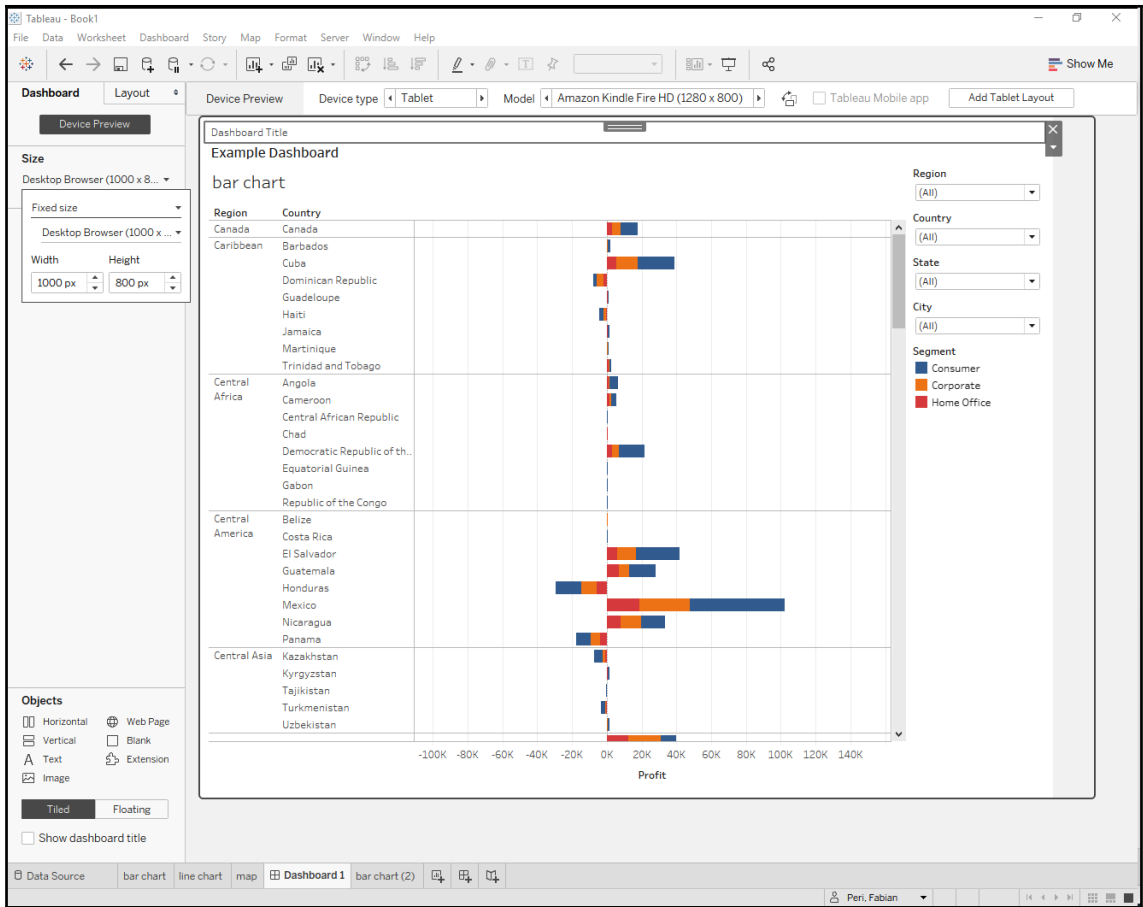 Tableau - Book1
File Data Worksheet Dashboard Story Map Format Server Window Help
Show Me
Dashboard Layout
Device Preview Device type Tablet Model Amazon Kindle Fire HD (1280 x 800) Tableau Mobile app Add Tablet Layout
Device Preview
Size
Desktop Browser (1000 x 8...
Fixed size
Desktop Browser (1000 x ...
Width Height
1000 px 800 px
Dashboard Title
Example Dashboard
bar chart
Region Country
Canada Canada
Caribbean Barbados
Cuba
Dominican Republic
Guadeloupe
Haiti
Jamaica
Martinique
Trinidad and Tobago
Central Angola
Africa Cameroon
Central African Republic
Chad
Democratic Republic of th..
Equatorial Guinea
Gabon
Republic of the Congo
Central Belize
America Costa Rica
El Salvador
Guatemala
Honduras
Mexico
Nicaragua
Panama
Central Asia Kazakhstan
Kyrgyzstan
Tajikistan
Turkmenistan
Uzbekistan
-100K -80K -60K -40K -20K 0K 20K 40K 60K 80K 100K 120K 140K
Profit
Region
(All)
Country
(All)
State
(All)
City
(All)
Segment
Consumer
Corporate
Home Office
Objects
Horizontal Web Page
Vertical Blank
A Text Extension
Image
Tiled Floating
Show dashboard title
Data Source bar chart line chart map Dashboard 1 bar chart (2)
Peri, Fabian